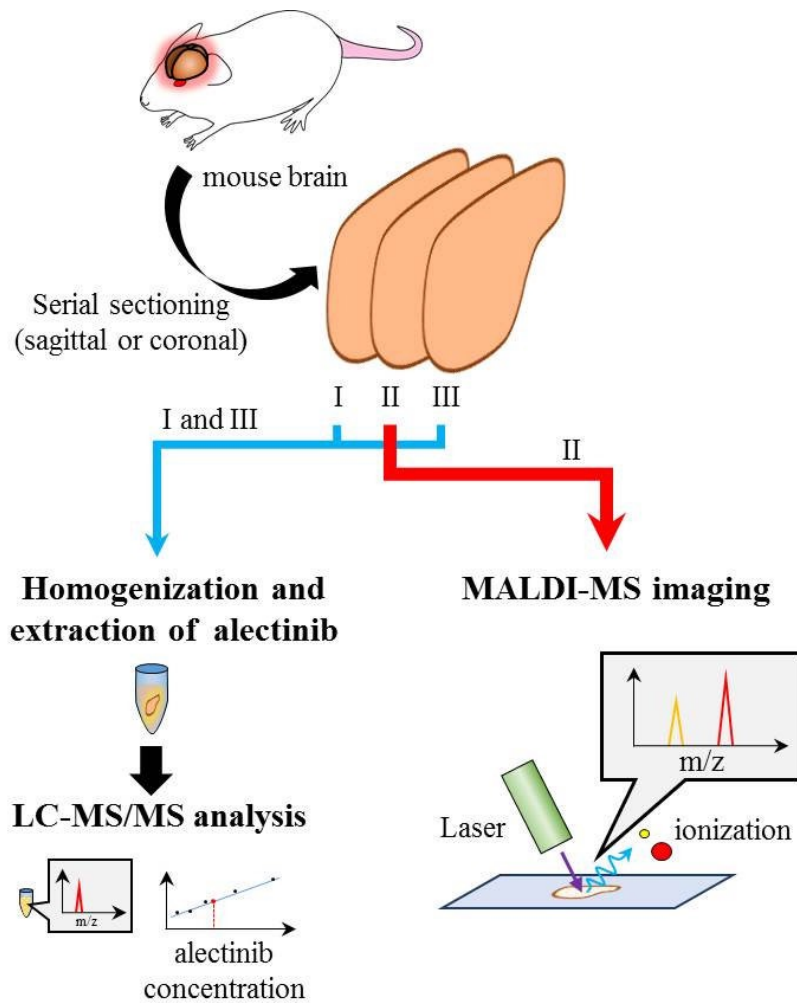 mouse brain
Serial sectioning
(sagittal or coronal)
I
II
III
I and III
II
Homogenization and
extraction of alectinib
MALDI-MS imaging
m/z
LC-MS/MS analysis
Laser
ionization
m/z
alectinib
concentration